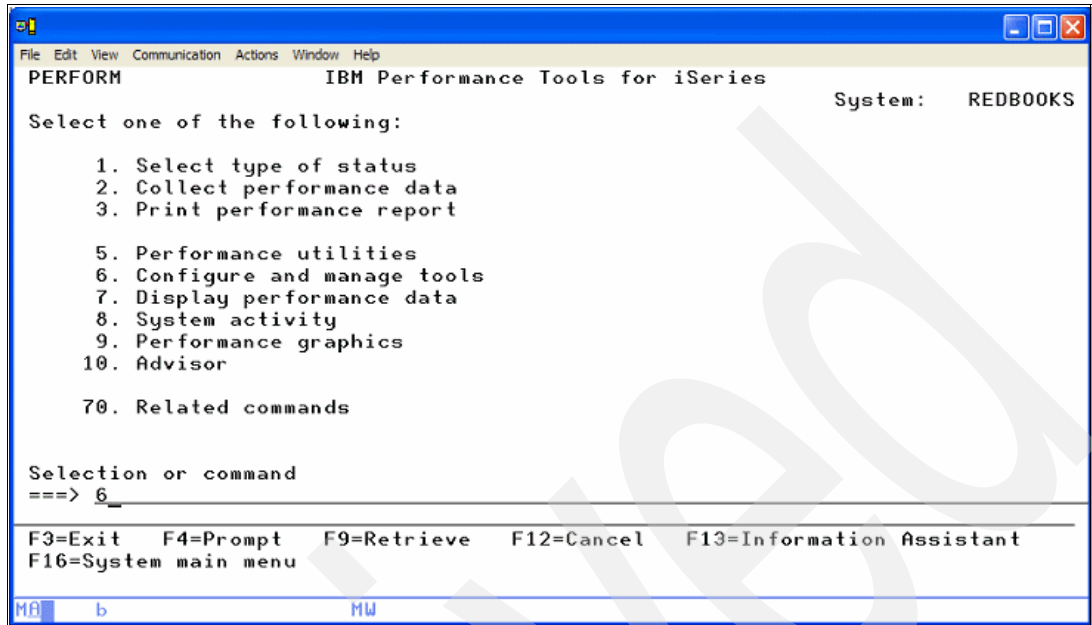 File Edit View Communication Actions Window Help
PERFORM IBM Performance Tools for iSeries
System: REDBOOKS
Select one of the following:
1. Select type of status
2. Collect performance data
3. Print performance report
5. Performance utilities
6. Configure and manage tools
7. Display performance data
8. System activity
9. Performance graphics
10. Advisor
70. Related commands
Selection or command
===> 6_
F3=Exit F4=Prompt F9=Retrieve F12=Cancel F13=Information Assistant
F16=System main menu
MA b MW
ived